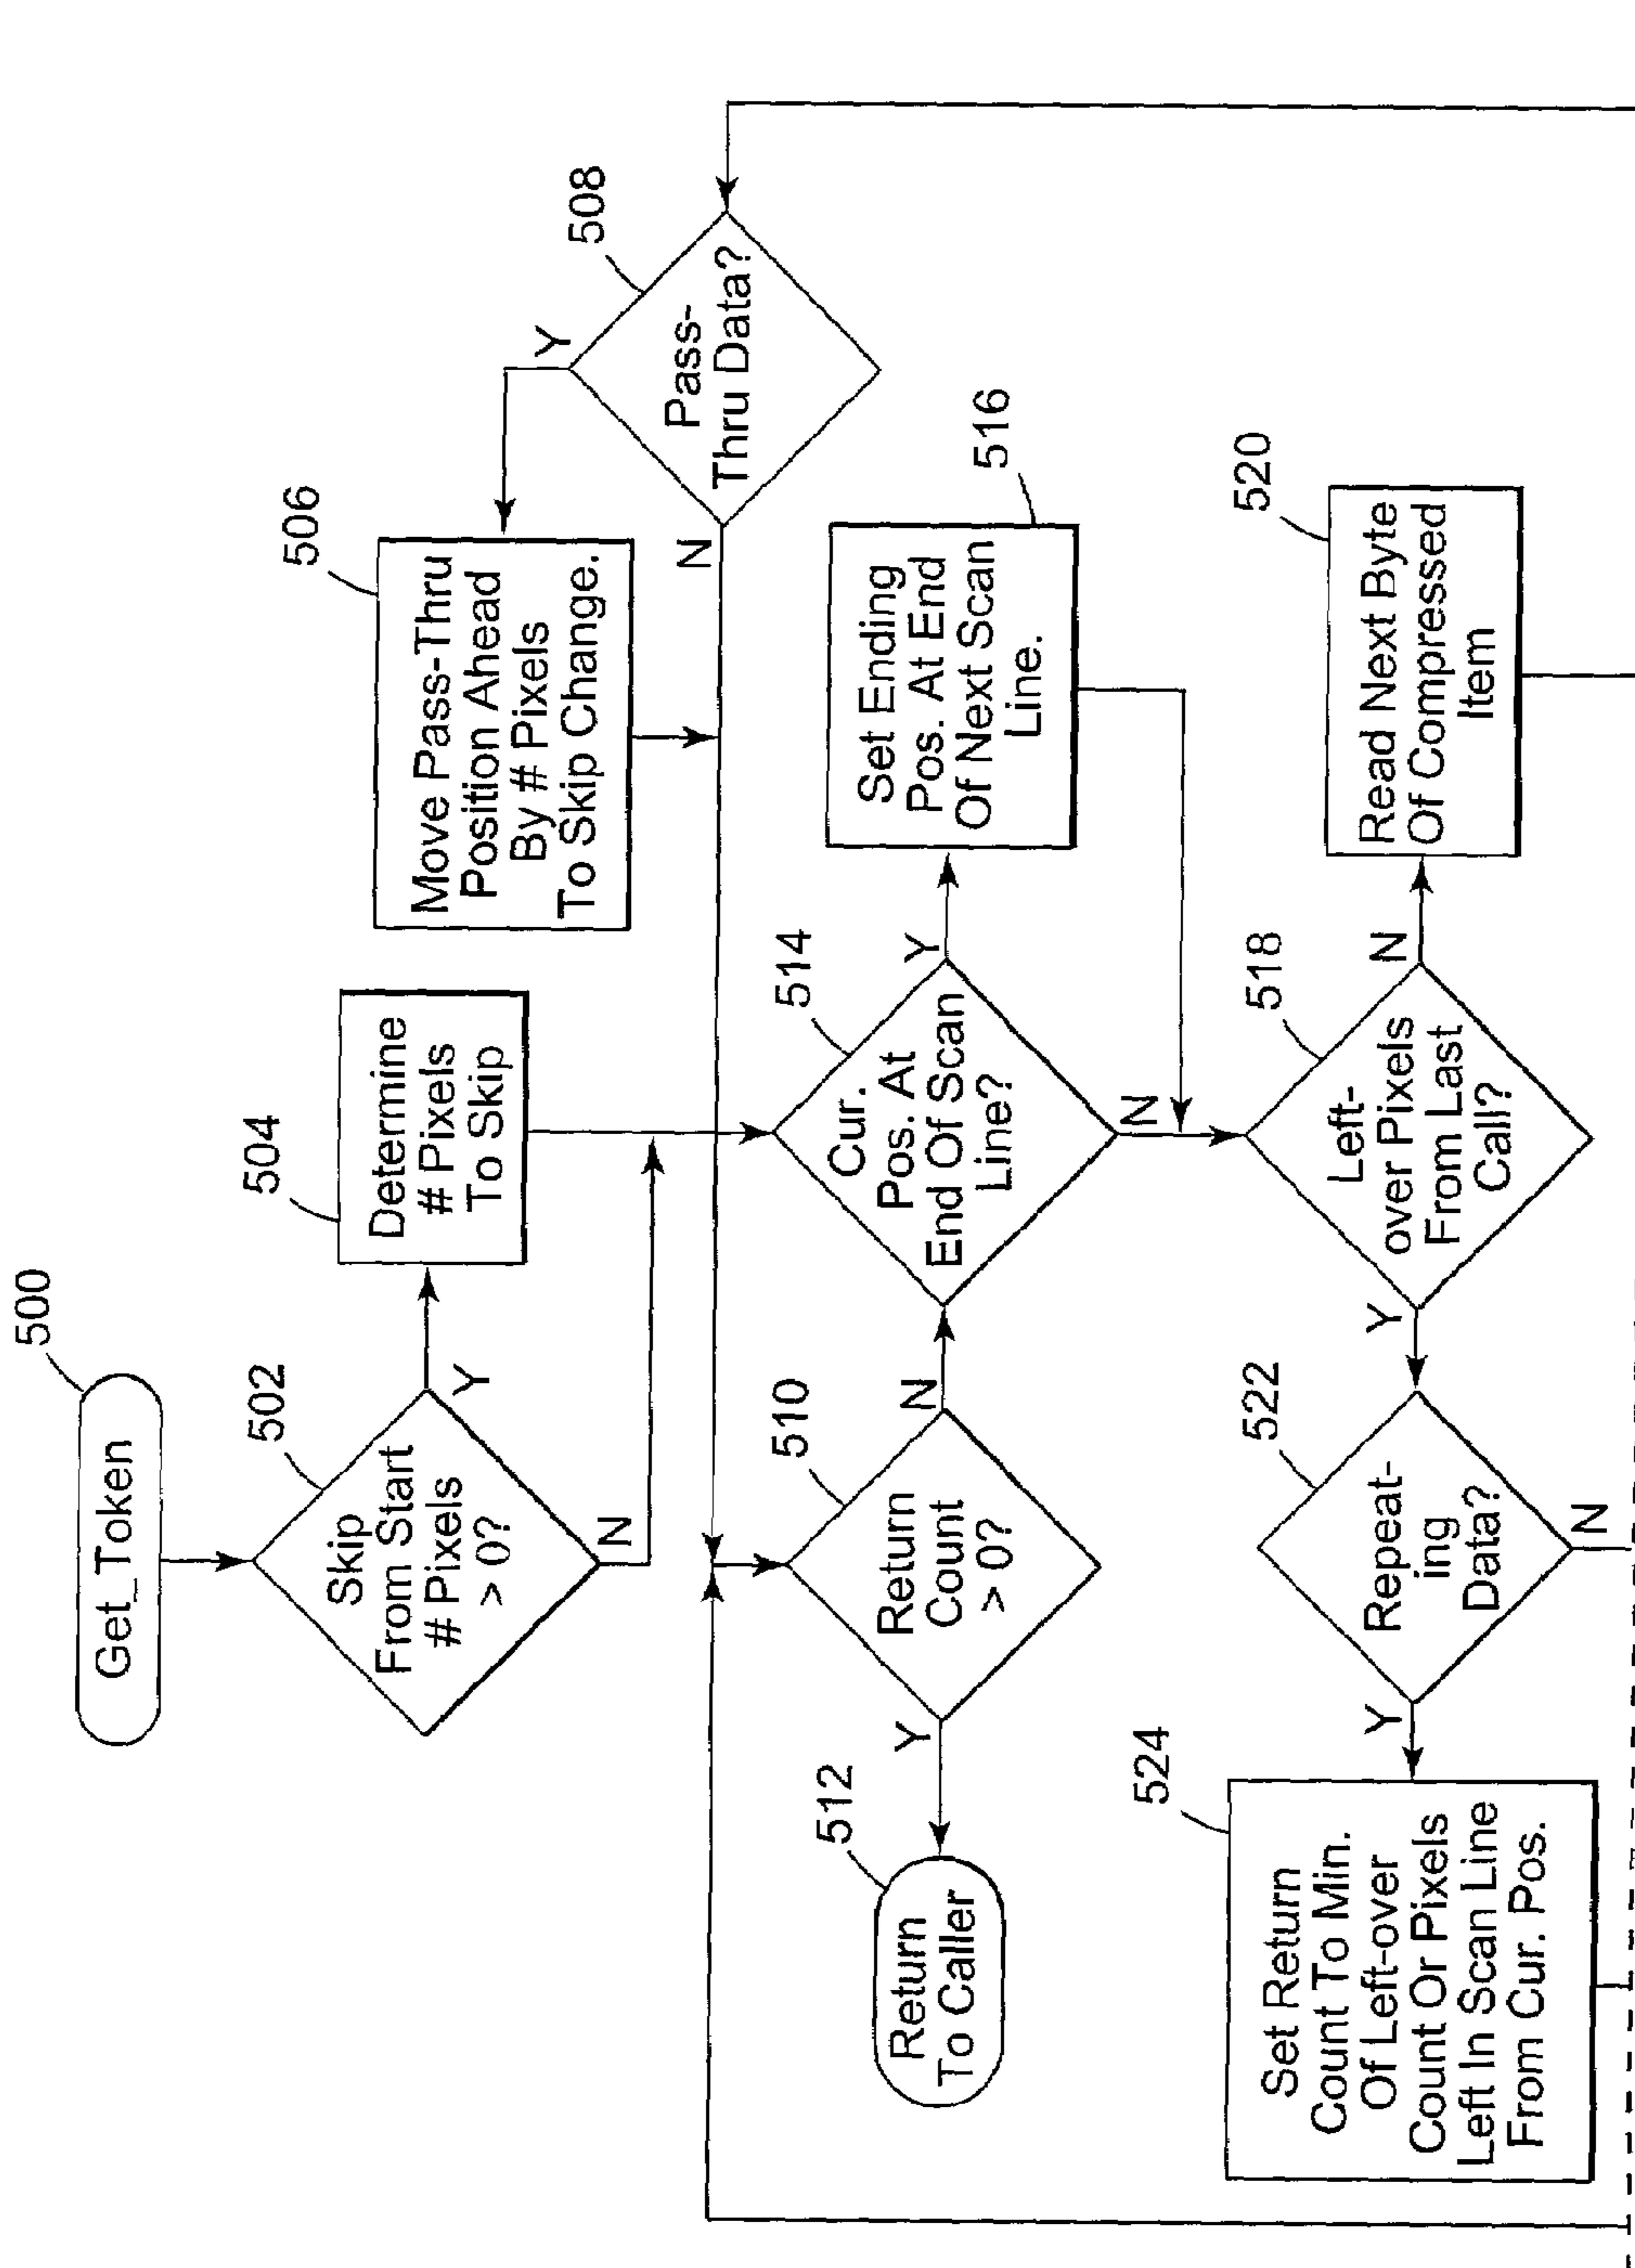 500
Get_Token
502
Skip
From Start
# Pixels
> 0?
Y
N
504
Determine
# Pixels
To Skip
506
Move Pass-Thru
Position Ahead
By # Pixels
To Skip Change.
508
Pass-
Thru Data?
Y
N
510
Return
Count
> 0?
Y
N
512
Return
To Caller
514
Cur.
Pos. At
End Of Scan
Line?
Y
N
516
Set Ending
Pos. At End
Of Next Scan
Line.
518
Left-
over Pixels
From Last
Call?
Y
N
520
Read Next Byte
Of Compressed
Item
522
Repeat-
ing
Data?
Y
N
524
Set Return
Count To Min.
Of Left-over
Count Or Pixels
Left In Scan Line
From Cur. Pos.